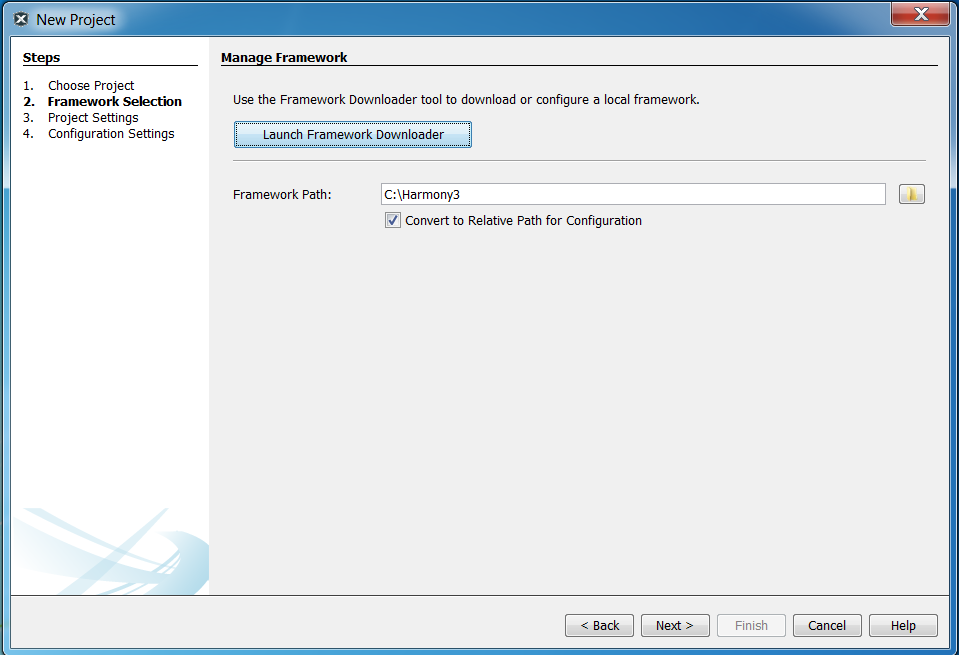 New Project
Steps
1. Choose Project
2. Framework Selection
3. Project Settings
4. Configuration Settings
Manage Framework
Use the Framework Downloader tool to download or configure a local framework.
Launch Framework Downloader
Framework Path: C:\Harmony3
Convert to Relative Path for Configuration
< Back Next > Finish Cancel Help